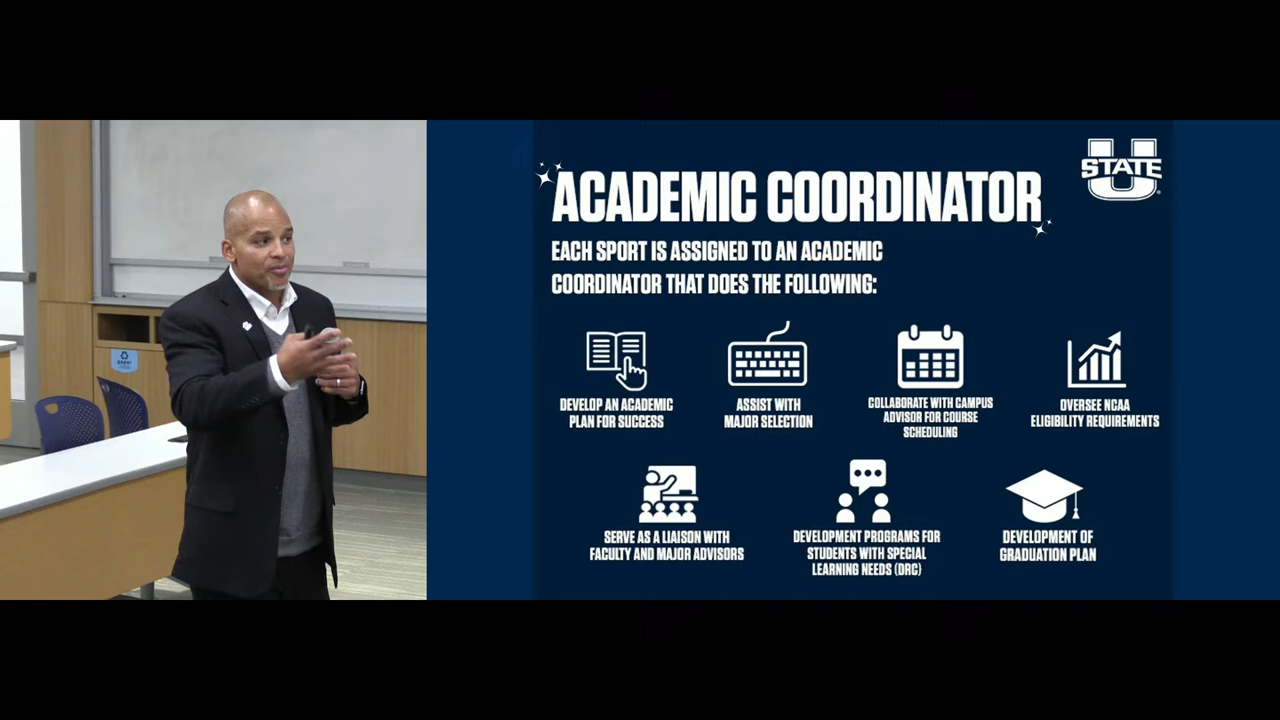 STATE
ACADEMIC COORDINATOR
EACH SPORT IS ASSIGNED TO AN ACADEMIC
COORDINATOR THAT DOES THE FOLLOWING:
DEVELOP AN ACADEMIC
PLAN FOR SUCCESS
ASSIST WITH
MAJOR SELECTION
COLLABORATE WITH CAMPUS
ADVISOR FOR COURSE
SCHEDULING
OVERSEE NCAA
ELIGIBILITY REQUIREMENTS
SERVE AS A LIAISON WITH
FACULTY AND MAJOR ADVISORS
DEVELOPMENT PROGRAMS FOR
STUDENTS WITH SPECIAL
LEARNING NEEDS (DRC)
DEVELOPMENT OF
GRADUATION PLAN
paper